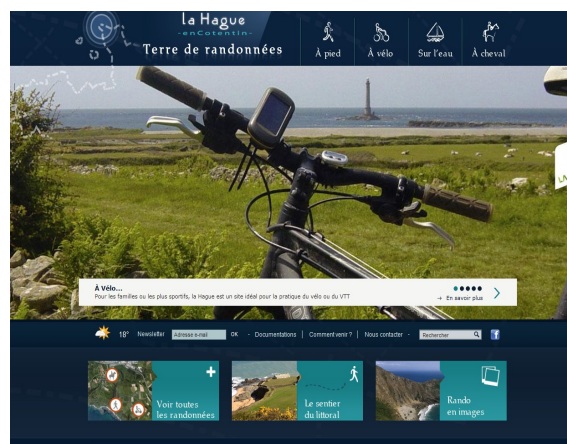 la Hague
-enCotentin-
Terre de randonnées
À pied
À vélo
Sur l'eau
À cheval
À Vélo...
Pour les familles ou les plus sportifs, la Hague est un site idéal pour la pratique du vélo ou du VTT
→ En savoir plus
18° Newsletter Adresse e-mail OK - Documentations | Comment venir ? | Nous contacter - Rechercher f
Voir toutes
les randonnées
Le sentier
du littoral
Rando
en images